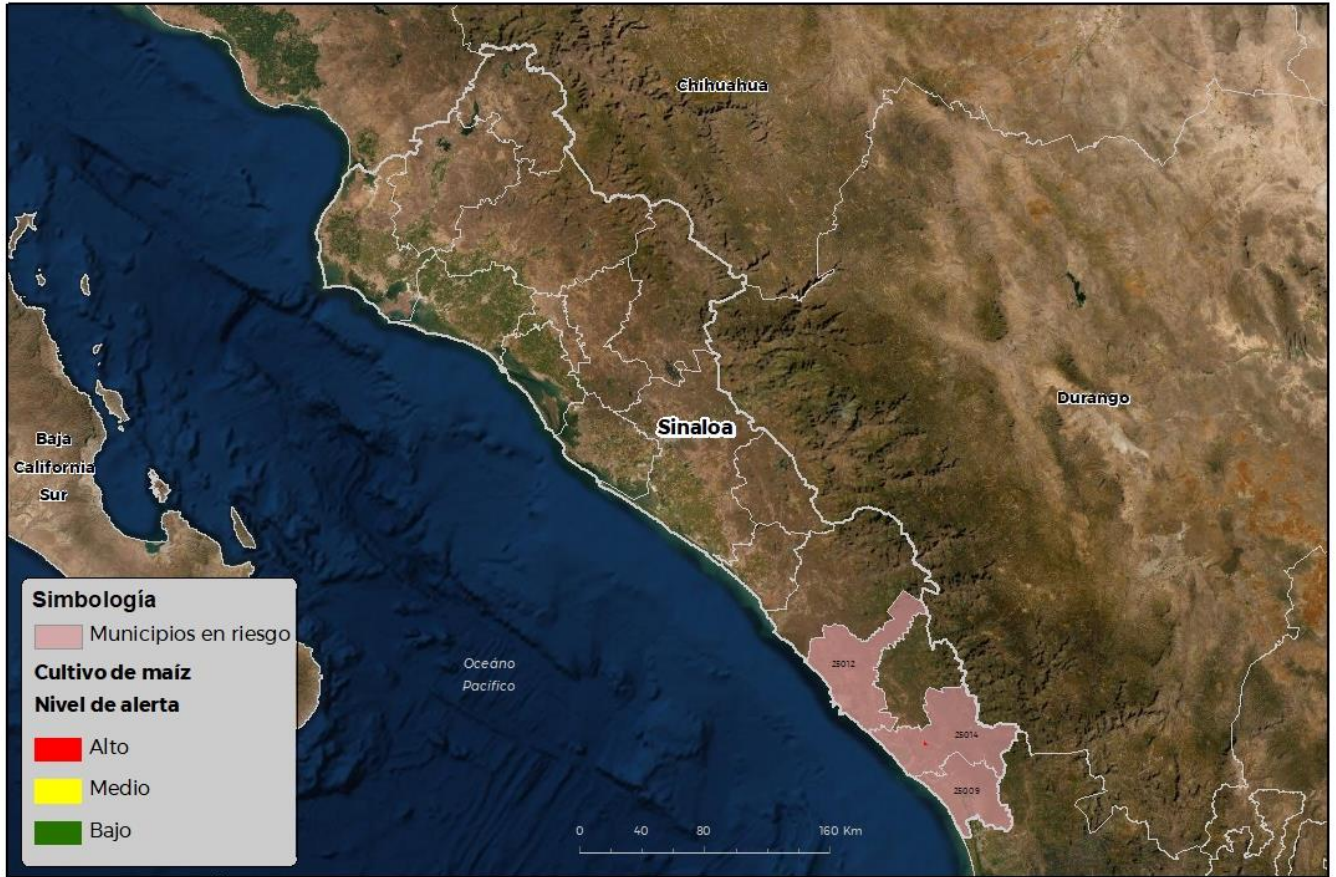 Chihuahua
Durango
Sinaloa
Baja
California
Sur
Simbología
Municipios en riesgo
Cultivo de maíz
Nivel de alerta
Alto
Medio
Bajo
Oceáno
Pacífico
25012
25014
25009
0 40 80 160 Km